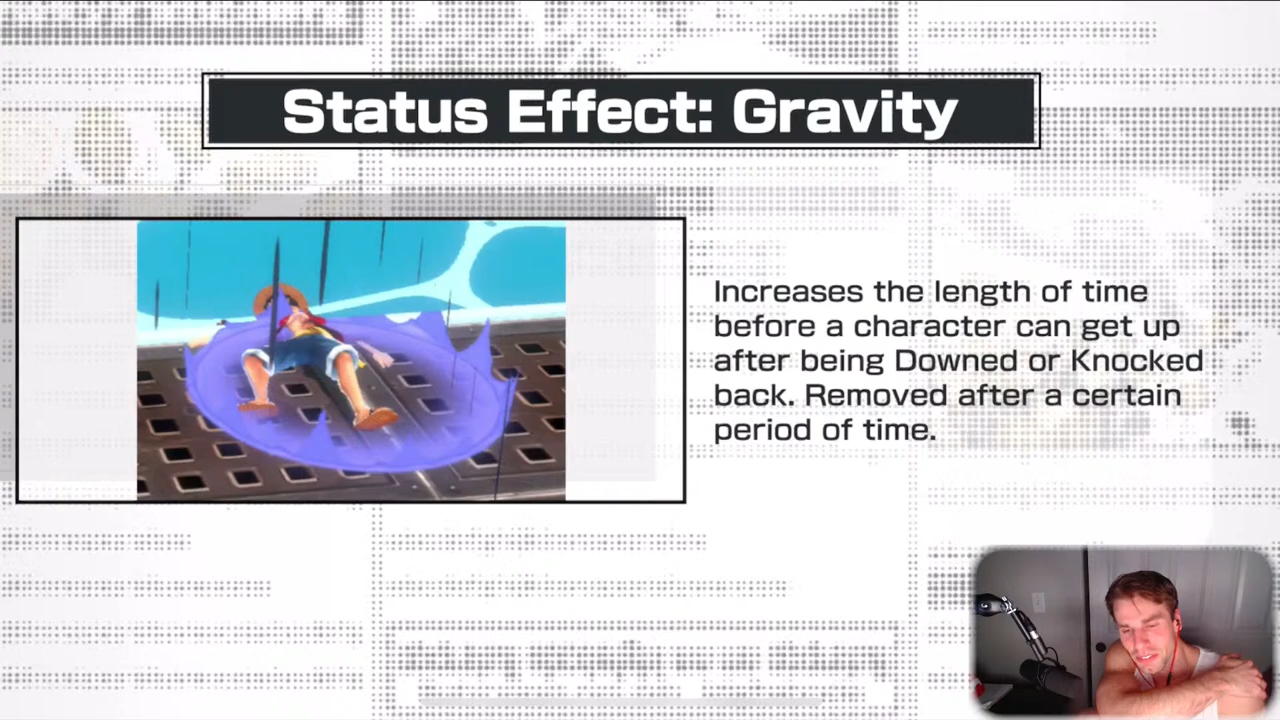 Status Effect: Gravity
Increases the length of time
before a character can get up
after being Downed or Knocked
back. Removed after a certain
period of time.